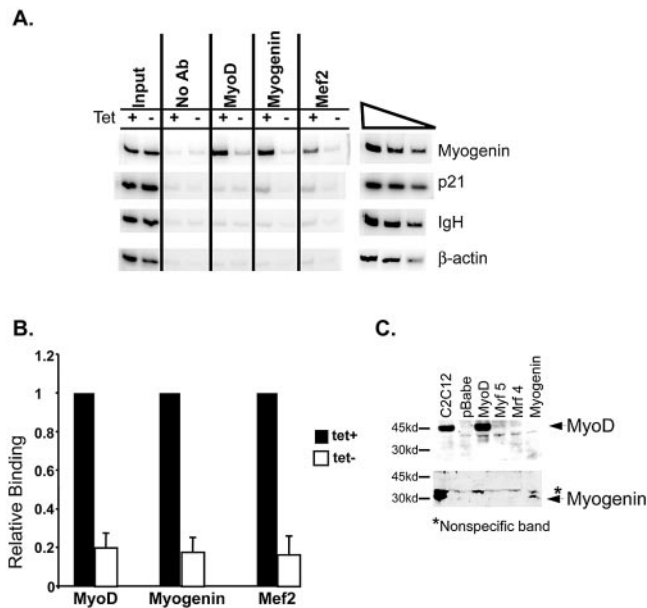 A.
Input No Ab MyoD Myogenin Mef2
Tet + - + - + - + - + -
Myogenin
p21
IgH
β-actin
B.
Relative Binding
1.2
1
0.8
0.6
0.4
0.2
0
MyoD Myogenin Mef2
tet+
tet-
C.
C2C12 pBabe MyoD Myf 5 Mrf 4 Myogenin
45kd
MyoD
30kd
45kd
*
30kd
Myogenin
*Nonspecific band